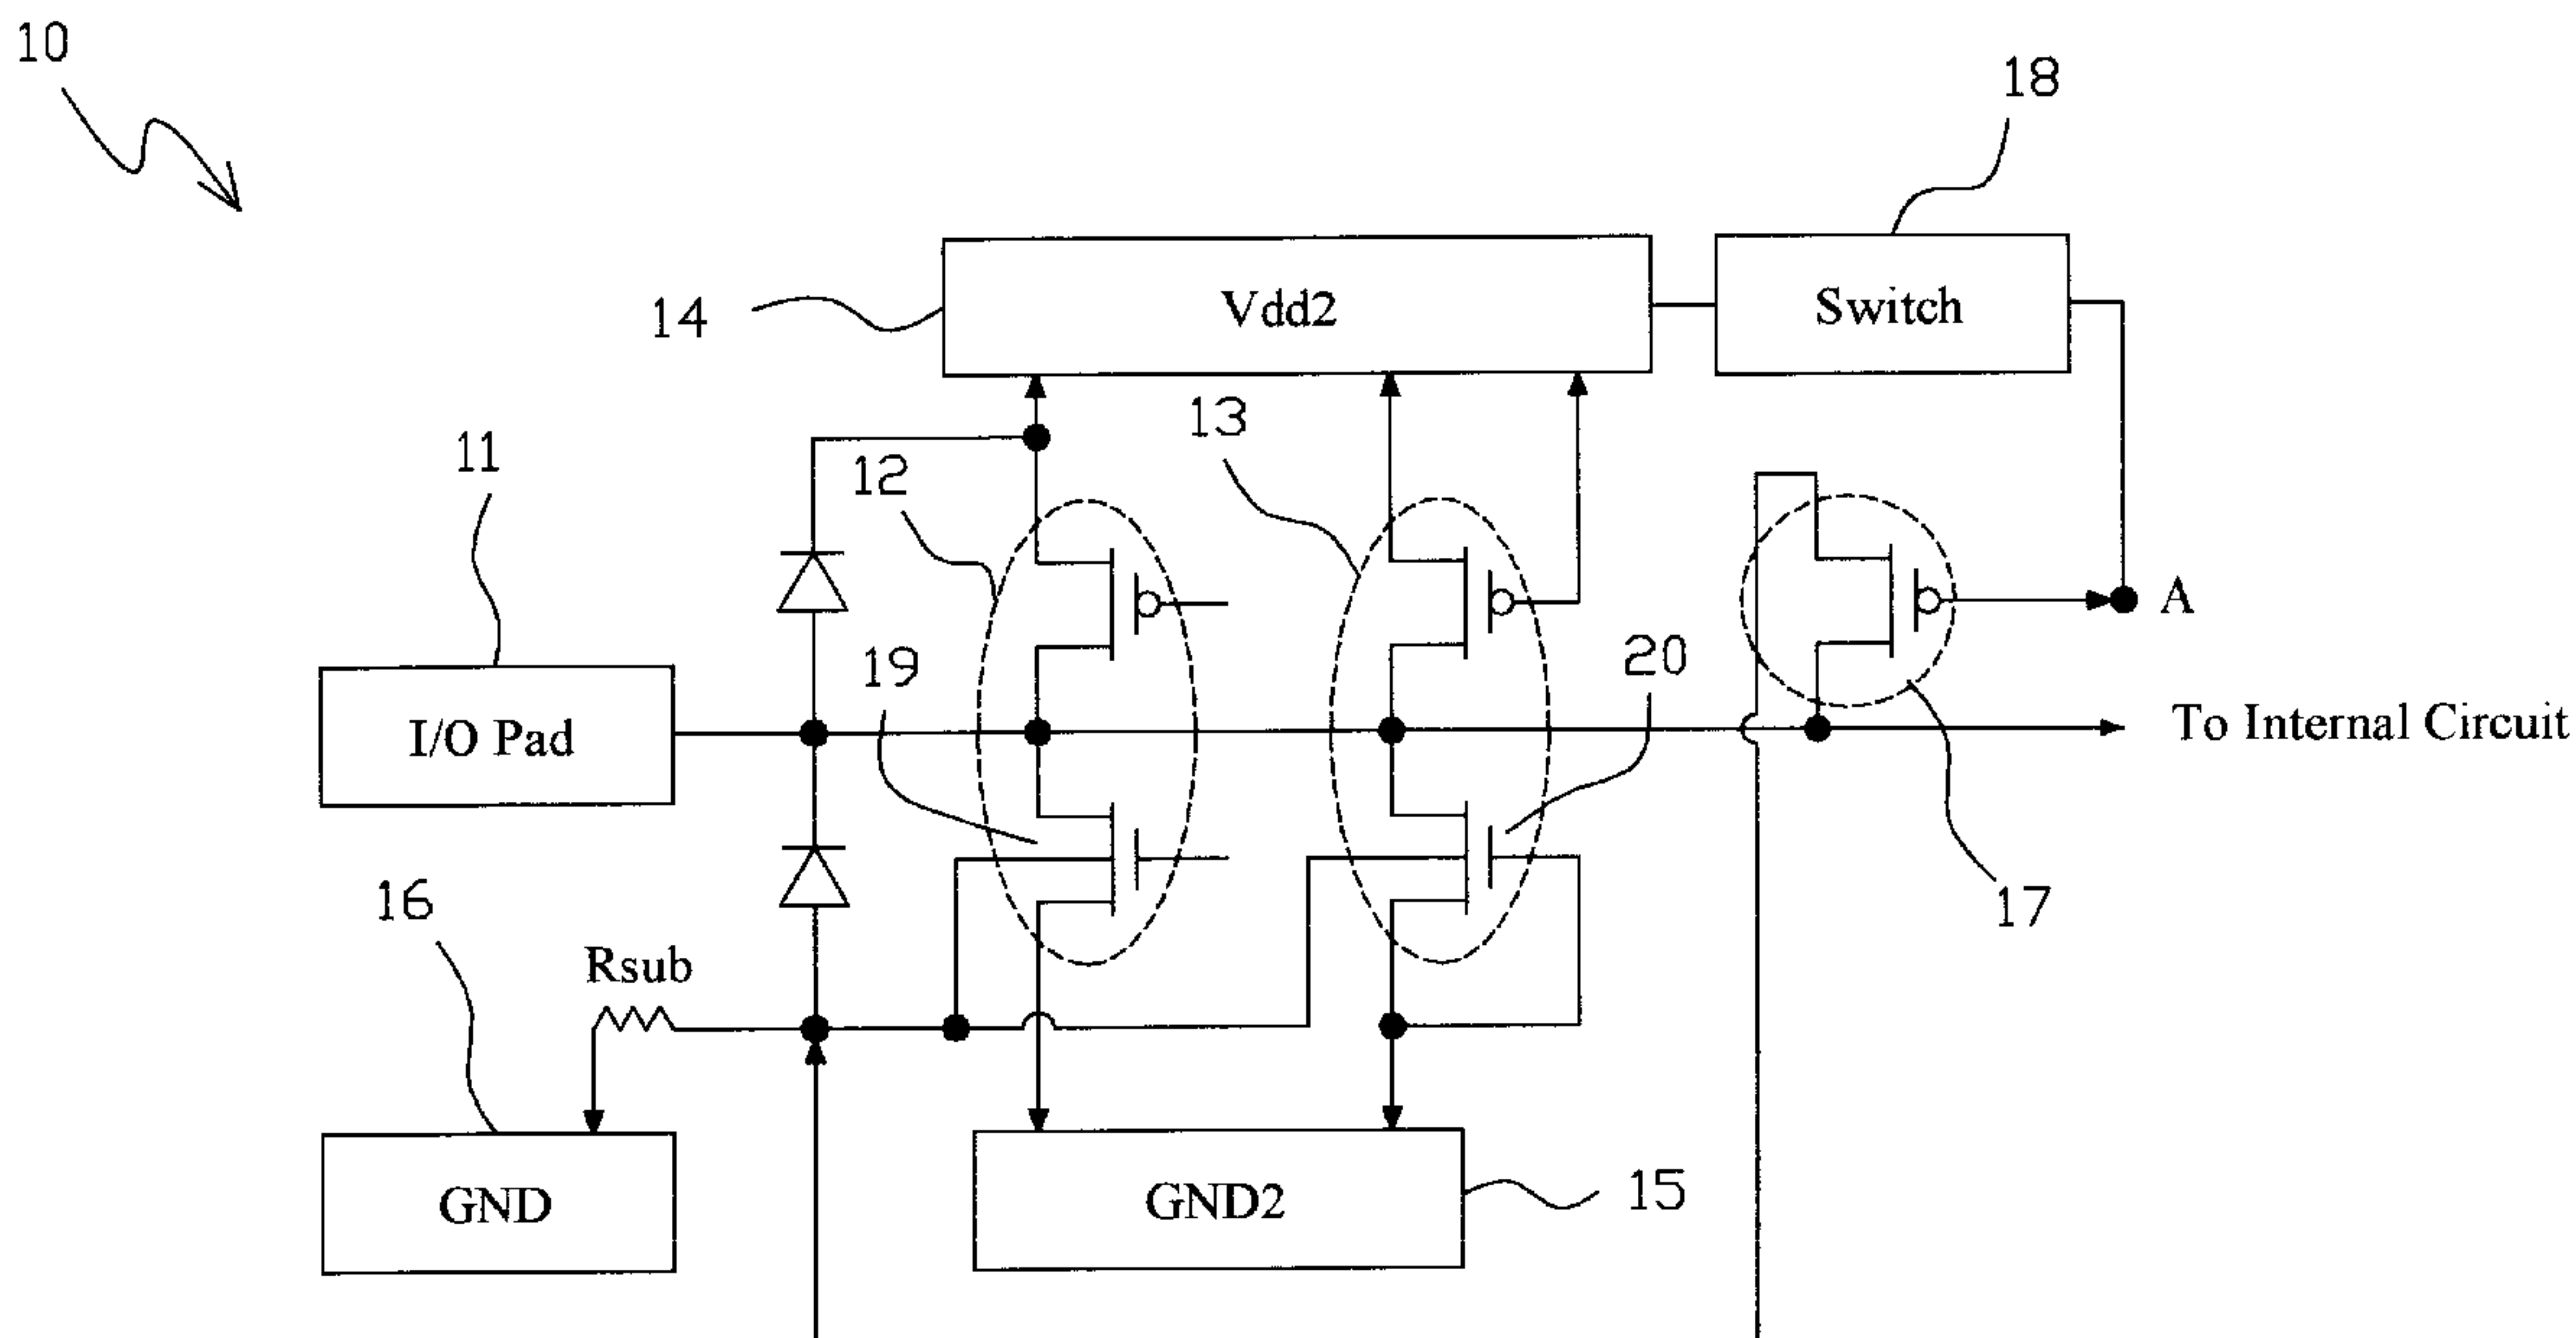 10
18
Vdd2
Switch
14
13
11
12
A
19
20
I/O Pad
To Internal Circuit
16
17
Rsub
GND
GND2
15